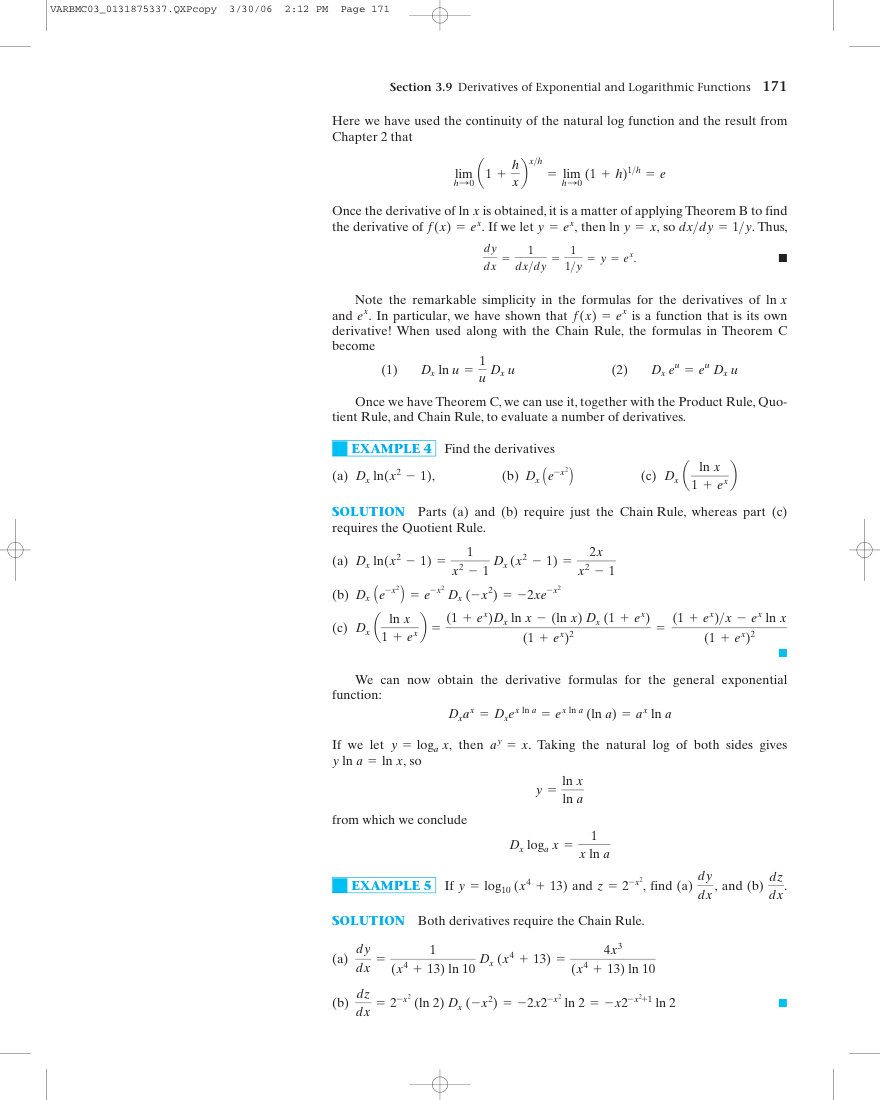 VARBMC03_0131875337.QXPcopy 3/30/06 2:12 PM Page 171
Section 3.9 Derivatives of Exponential and Logarithmic Functions 171
Here we have used the continuity of the natural log function and the result from
Chapter 2 that
lim_{h→0} (1 + h/x)^{x/h} = lim_{h→0} (1 + h)^{1/h} = e
Once the derivative of ln x is obtained, it is a matter of applying Theorem B to find
the derivative of f(x) = e^x. If we let y = e^x, then ln y = x, so dx/dy = 1/y. Thus,
dy/dx = 1/(dx/dy) = 1/(1/y) = y = e^x. ■
Note the remarkable simplicity in the formulas for the derivatives of ln x
and e^x. In particular, we have shown that f(x) = e^x is a function that is its own
derivative! When used along with the Chain Rule, the formulas in Theorem C
become
(1) D_x ln u = (1/u) D_x u (2) D_x e^u = e^u D_x u
Once we have Theorem C, we can use it, together with the Product Rule, Quo-
tient Rule, and Chain Rule, to evaluate a number of derivatives.
EXAMPLE 4 Find the derivatives
(a) D_x ln(x^2 − 1), (b) D_x (e^{−x^2}) (c) D_x (ln x/(1 + e^x))
SOLUTION Parts (a) and (b) require just the Chain Rule, whereas part (c)
requires the Quotient Rule.
(a) D_x ln(x^2 − 1) = 1/(x^2 − 1) D_x (x^2 − 1) = 2x/(x^2 − 1)
(b) D_x (e^{−x^2}) = e^{−x^2} D_x (−x^2) = −2xe^{−x^2}
(c) D_x (ln x/(1 + e^x)) = ((1 + e^x)D_x ln x − (ln x) D_x (1 + e^x))/(1 + e^x)^2 = ((1 + e^x)/x − e^x ln x)/(1 + e^x)^2
We can now obtain the derivative formulas for the general exponential
function:
D_x a^x = D_x e^{x ln a} = e^{x ln a} (ln a) = a^x ln a
If we let y = log_a x, then a^y = x. Taking the natural log of both sides gives
y ln a = ln x, so
y = ln x/ln a
from which we conclude
D_x log_a x = 1/(x ln a)
EXAMPLE 5 If y = log_10 (x^4 + 13) and z = 2^{−x^2}, find (a) dy/dx, and (b) dz/dx.
SOLUTION Both derivatives require the Chain Rule.
(a) dy/dx = 1/((x^4 + 13) ln 10) D_x (x^4 + 13) = 4x^3/((x^4 + 13) ln 10)
(b) dz/dx = 2^{−x^2} (ln 2) D_x (−x^2) = −2x2^{−x^2} ln 2 = −x2^{−x^2+1} ln 2